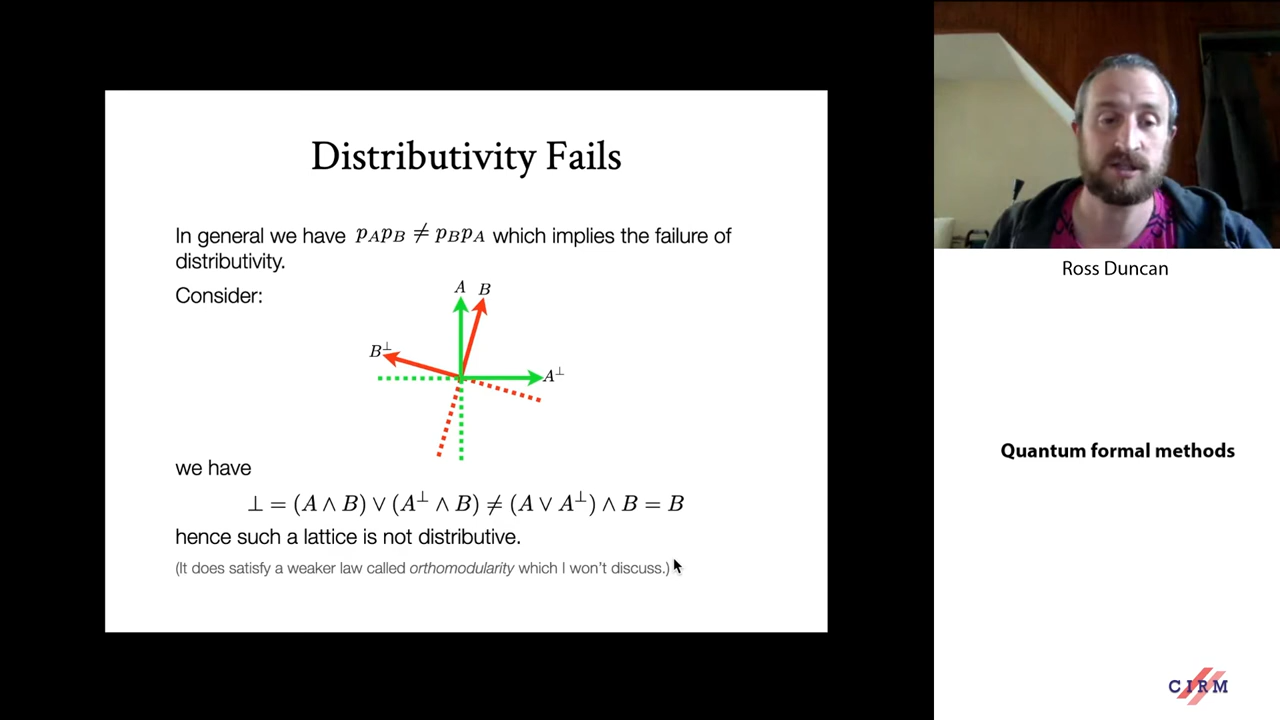 Distributivity Fails
In general we have p_A p_B ≠ p_B p_A which implies the failure of
distributivity.
Consider:
A B
B⊥
A⊥
we have
⊥ = (A ∧ B) ∨ (A⊥ ∧ B) ≠ (A ∨ A⊥) ∧ B = B
hence such a lattice is not distributive.
(It does satisfy a weaker law called orthomodularity which I won't discuss.)
Ross Duncan
Quantum formal methods
CIRM